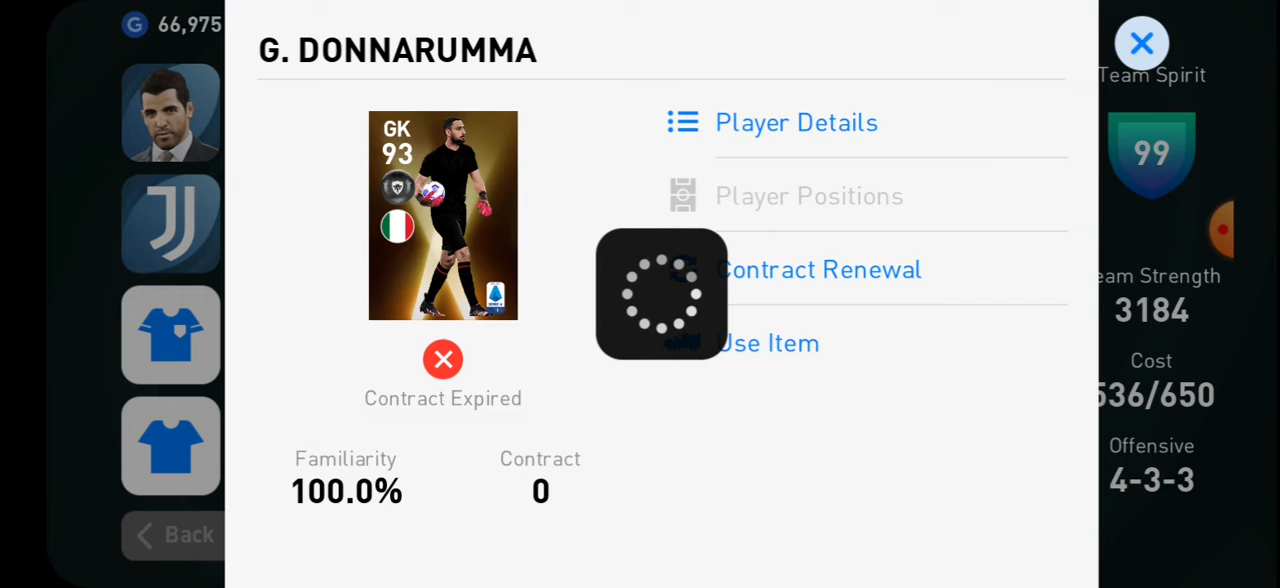 66,975
G. DONNARUMMA
Team Spirit
GK
93
Player Details
99
Player Positions
Contract Renewal
eam Strength
3184
Use Item
Contract Expired
Cost
536/650
Familiarity
Contract
Offensive
100.0%
0
4-3-3
Back